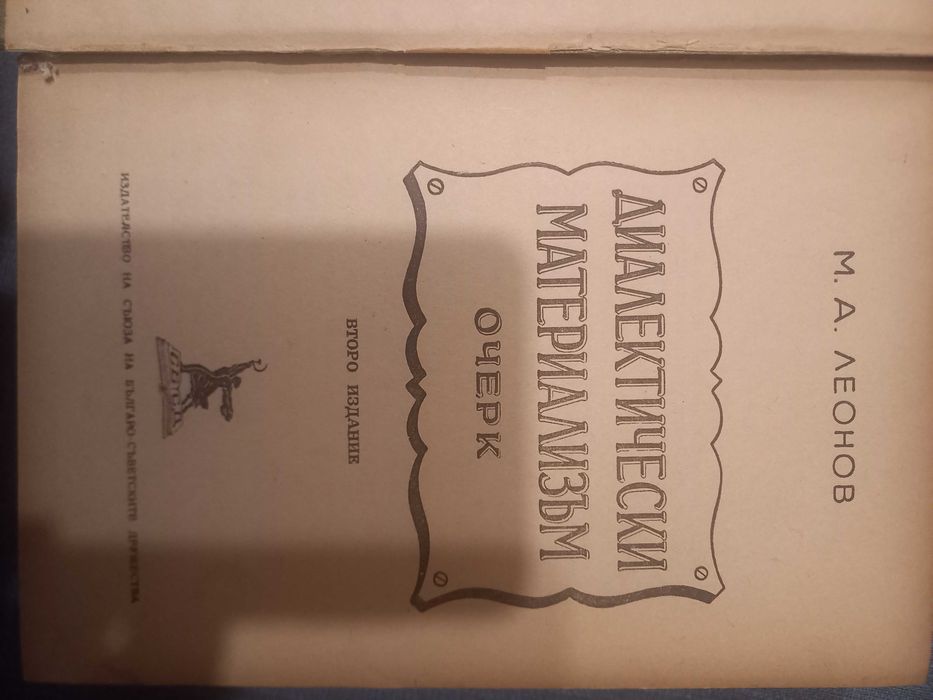 М. А. ЛЕОНОВ
ДИАЛЕКТИЧЕСКИ
МАТЕРИАЛИЗЪМ
ОЧЕРК
ВТОРО ИЗДАНИЕ
ИЗДАТЕЛСТВО НА СЪЮЗА НА БЪЛГАРО-СЪВЕТСКИТЕ ДРУЖЕСТВА